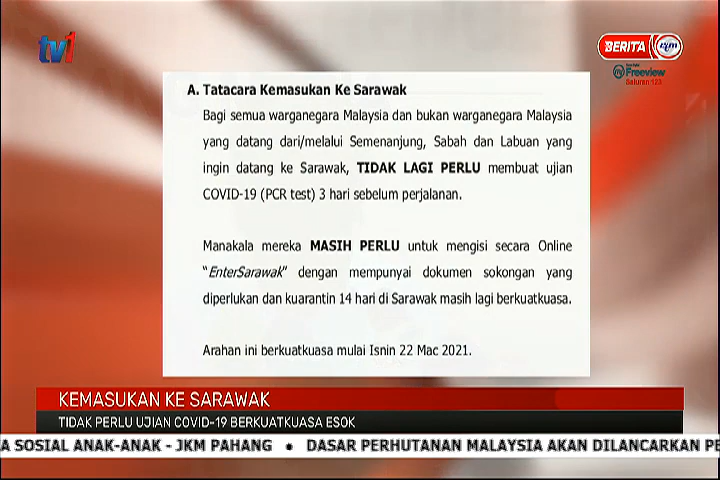 tv1
BERITA rtm
Freeview
Saluran 123
A. Tatacara Kemasukan Ke Sarawak
Bagi semua warganegara Malaysia dan bukan warganegara Malaysia
yang datang dari/melalui Semenanjung, Sabah dan Labuan yang
ingin datang ke Sarawak, TIDAK LAGI PERLU membuat ujian
COVID-19 (PCR test) 3 hari sebelum perjalanan.
Manakala mereka MASIH PERLU untuk mengisi secara Online
“EnterSarawak” dengan mempunyai dokumen sokongan yang
diperlukan dan kuarantin 14 hari di Sarawak masih lagi berkuatkuasa.
Arahan ini berkuatkuasa mulai Isnin 22 Mac 2021.
KEMASUKAN KE SARAWAK
TIDAK PERLU UJIAN COVID-19 BERKUATKUASA ESOK
A SOSIAL ANAK-ANAK - JKM PAHANG • DASAR PERHUTANAN MALAYSIA AKAN DILANCARKAN PE